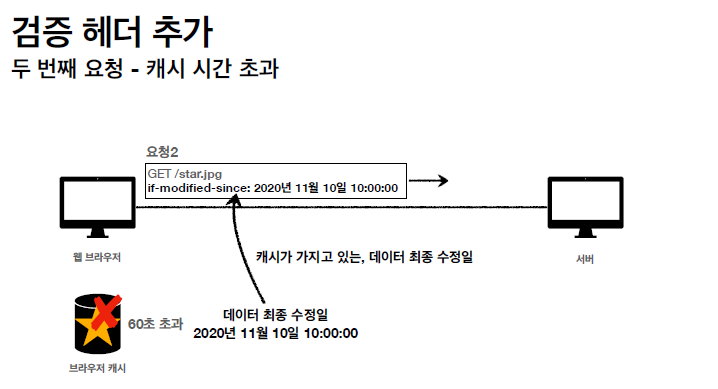 검증 헤더 추가
두 번째 요청 - 캐시 시간 초과
요청2
GET /star.jpg
if-modified-since: 2020년 11월 10일 10:00:00
웹 브라우저
캐시가 가지고 있는, 데이터 최종 수정일
서버
60초 초과
데이터 최종 수정일
2020년 11월 10일 10:00:00
브라우저 캐시